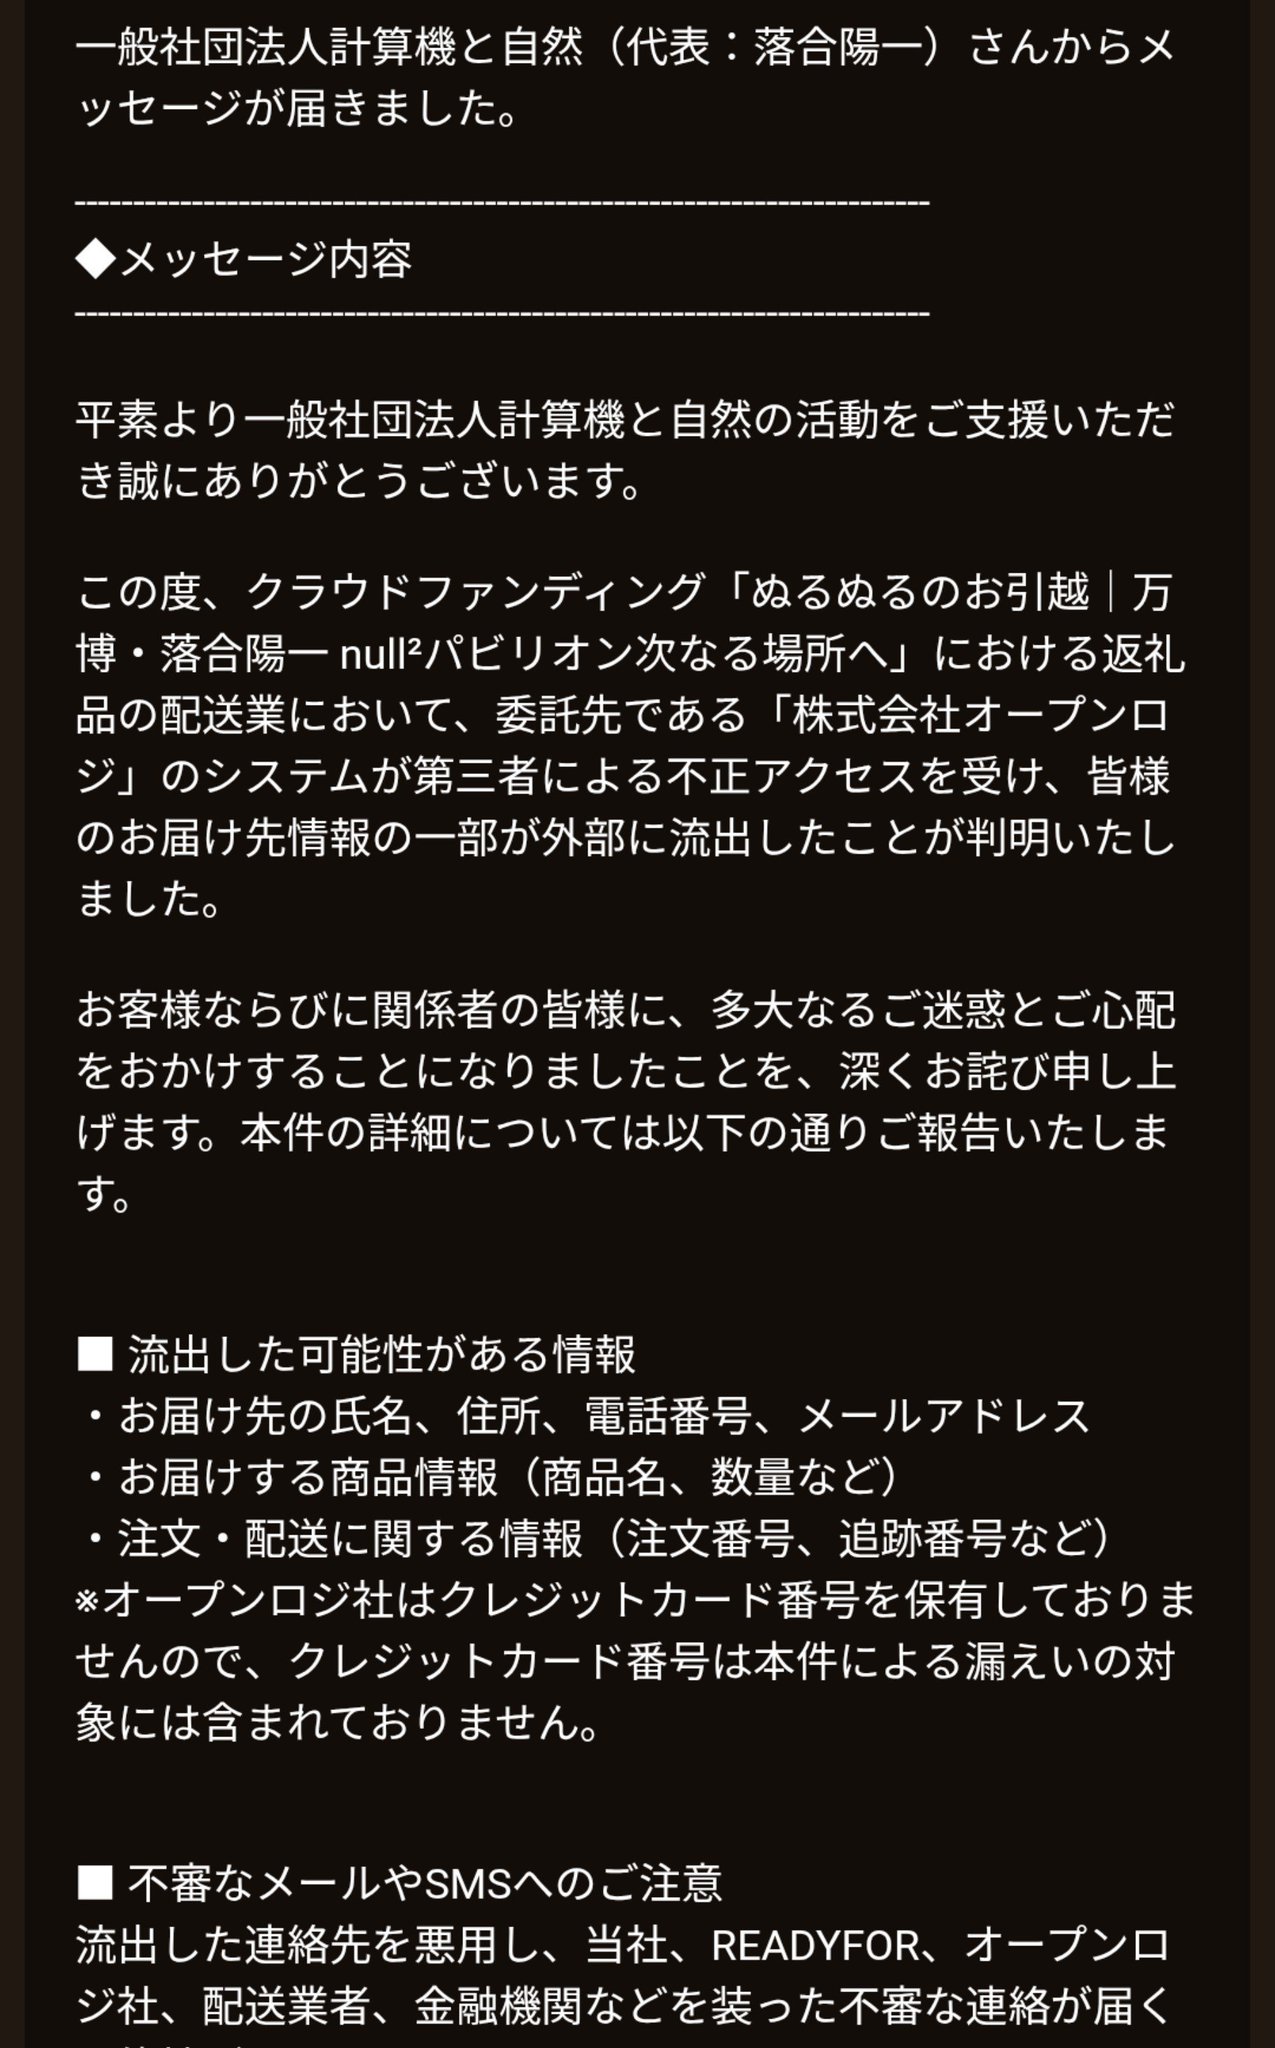 一般社団法人計算機と自然（代表：落合陽一）さんからメ
ッセージが届きました。
------------------------------------------------------------------------
◆メッセージ内容
------------------------------------------------------------------------
平素より一般社団法人計算機と自然の活動をご支援いただ
き誠にありがとうございます。
この度、クラウドファンディング「ぬるぬるのお引越｜万
博・落合陽一 null²パビリオン次なる場所へ」における返礼
品の配送業において、委託先である「株式会社オープンロ
ジ」のシステムが第三者による不正アクセスを受け、皆様
のお届け先情報の一部が外部に流出したことが判明いたし
ました。
お客様ならびに関係者の皆様に、多大なるご迷惑とご心配
をおかけすることになりましたことを、深くお詫び申し上
げます。本件の詳細については以下の通りご報告いたしま
す。
■ 流出した可能性がある情報
・お届け先の氏名、住所、電話番号、メールアドレス
・お届けする商品情報（商品名、数量など）
・注文・配送に関する情報（注文番号、追跡番号など）
※オープンロジ社はクレジットカード番号を保有しておりま
せんので、クレジットカード番号は本件による漏えいの対
象には含まれておりません。
■ 不審なメールやSMSへのご注意
流出した連絡先を悪用し、当社、READYFOR、オープンロ
ジ社、配送業者、金融機関などを装った不審な連絡が届く